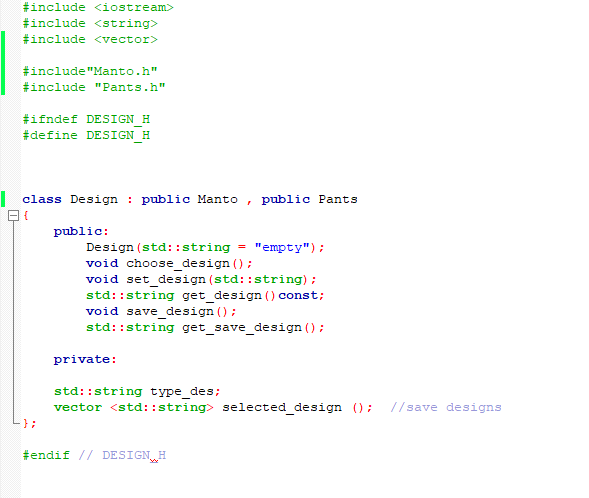 #include <iostream>
#include <string>
#include <vector>
#include"Manto.h"
#include "Pants.h"
#ifndef DESIGN_H
#define DESIGN_H
class Design : public Manto , public Pants
{
public:
Design(std::string = "empty");
void choose_design();
void set_design(std::string);
std::string get_design()const;
void save_design();
std::string get_save_design();
private:
std::string type_des;
vector <std::string> selected_design ();  //save designs
};
#endif // DESIGN_H